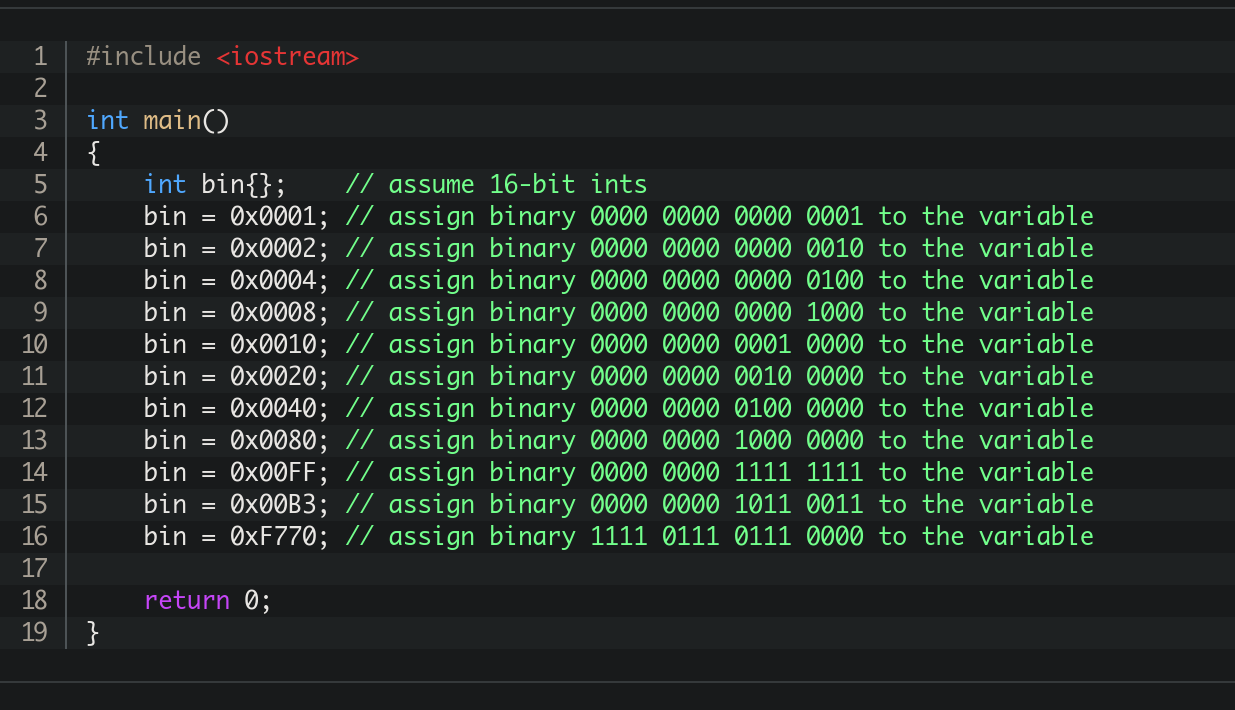 1 #include <iostream>
2
3 int main()
4 {
5     int bin{};    // assume 16-bit ints
6     bin = 0x0001; // assign binary 0000 0000 0000 0001 to the variable
7     bin = 0x0002; // assign binary 0000 0000 0000 0010 to the variable
8     bin = 0x0004; // assign binary 0000 0000 0000 0100 to the variable
9     bin = 0x0008; // assign binary 0000 0000 0000 1000 to the variable
10     bin = 0x0010; // assign binary 0000 0000 0001 0000 to the variable
11     bin = 0x0020; // assign binary 0000 0000 0010 0000 to the variable
12     bin = 0x0040; // assign binary 0000 0000 0100 0000 to the variable
13     bin = 0x0080; // assign binary 0000 0000 1000 0000 to the variable
14     bin = 0x00FF; // assign binary 0000 0000 1111 1111 to the variable
15     bin = 0x00B3; // assign binary 0000 0000 1011 0011 to the variable
16     bin = 0xF770; // assign binary 1111 0111 0111 0000 to the variable
17
18     return 0;
19 }